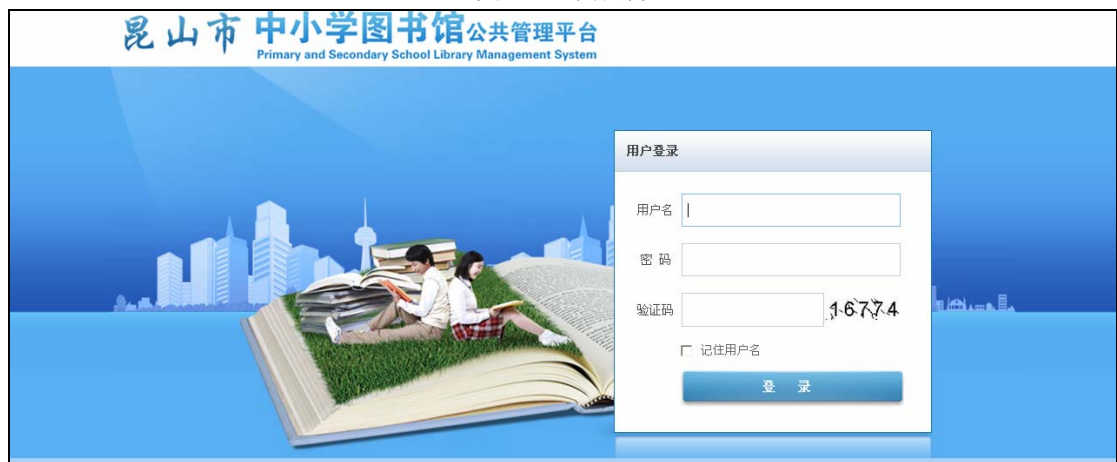 昆山市 中小学图书馆公共管理平台
Primary and Secondary School Library Management System
用户登录
用户名
密 码
验证码 16774
记住用户名
登 录